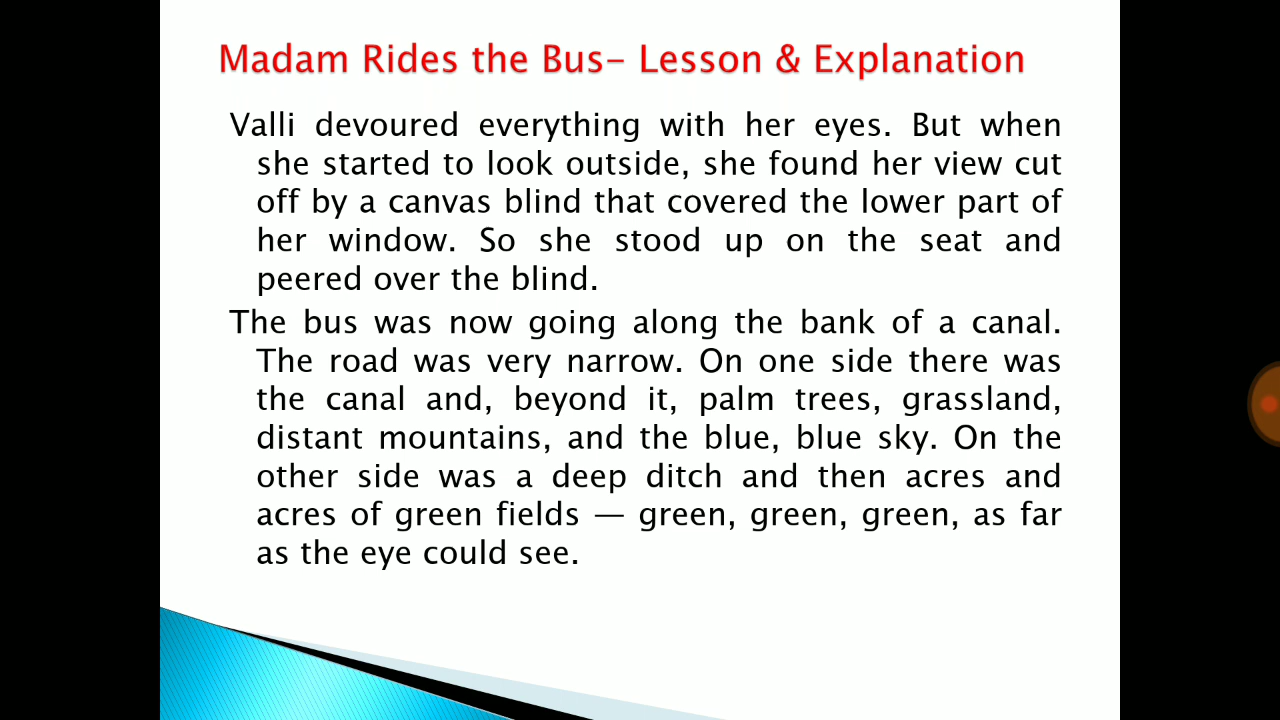 Madam Rides the Bus– Lesson & Explanation
Valli devoured everything with her eyes. But when
she started to look outside, she found her view cut
off by a canvas blind that covered the lower part of
her window. So she stood up on the seat and
peered over the blind.
The bus was now going along the bank of a canal.
The road was very narrow. On one side there was
the canal and, beyond it, palm trees, grassland,
distant mountains, and the blue, blue sky. On the
other side was a deep ditch and then acres and
acres of green fields — green, green, green, as far
as the eye could see.